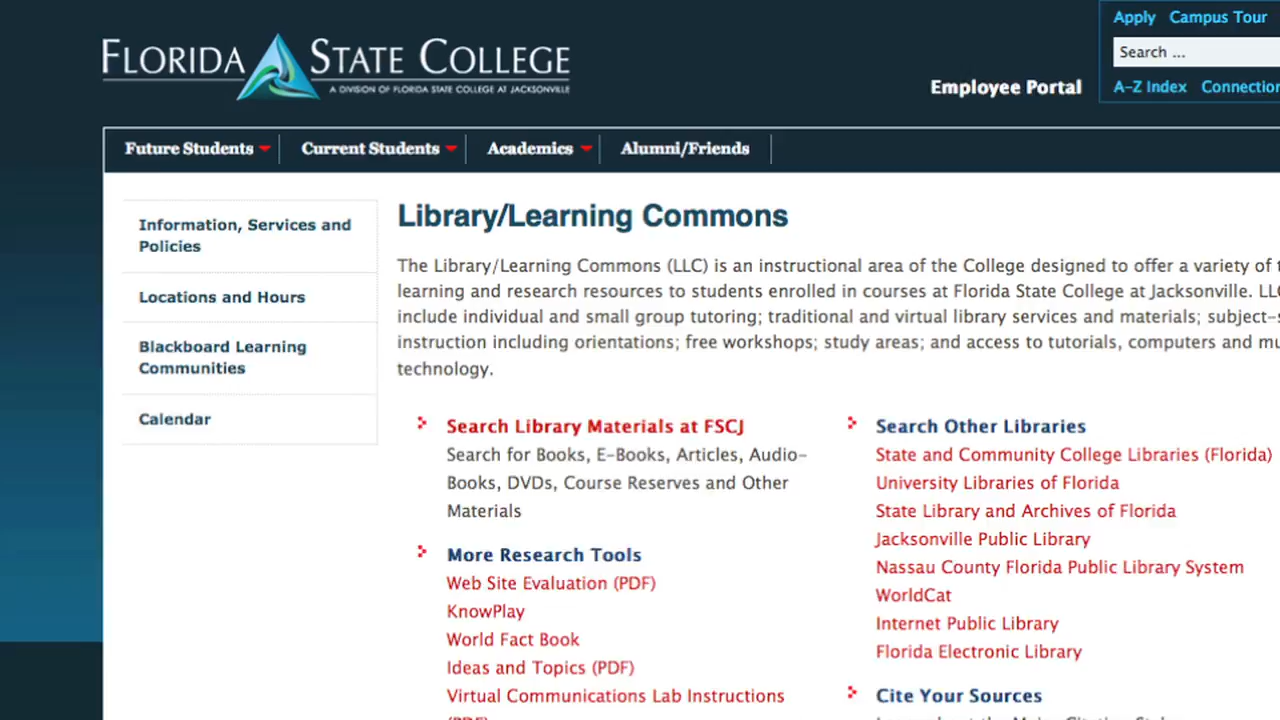 Apply Campus Tour
FLORIDA STATE COLLEGE
A DIVISION OF FLORIDA STATE COLLEGE AT JACKSONVILLE
Search ...
Employee Portal
A-Z Index
Future Students
Current Students
Academics
Alumni/Friends
Information, Services and
Policies
Locations and Hours
Blackboard Learning
Communities
Calendar
Library/Learning Commons
The Library/Learning Commons (LLC) is an instructional area of the College designed to offer a variety of
learning and research resources to students enrolled in courses at Florida State College at Jacksonville.
include individual and small group tutoring; traditional and virtual library services and materials;
instruction including orientations; free workshops; study areas; and access to tutorials, computers and
technology.
Search Library Materials at FSCJ
Search for Books, E-Books, Articles, Audio-
Books, DVDs, Course Reserves and Other
Materials
More Research Tools
Web Site Evaluation (PDF)
KnowPlay
World Fact Book
Ideas and Topics (PDF)
Virtual Communications Lab Instructions
Search Other Libraries
State and Community College Libraries (Florida)
University Libraries of Florida
State Library and Archives of Florida
Jacksonville Public Library
Nassau County Florida Public Library System
WorldCat
Internet Public Library
Florida Electronic Library
Cite Your Sources